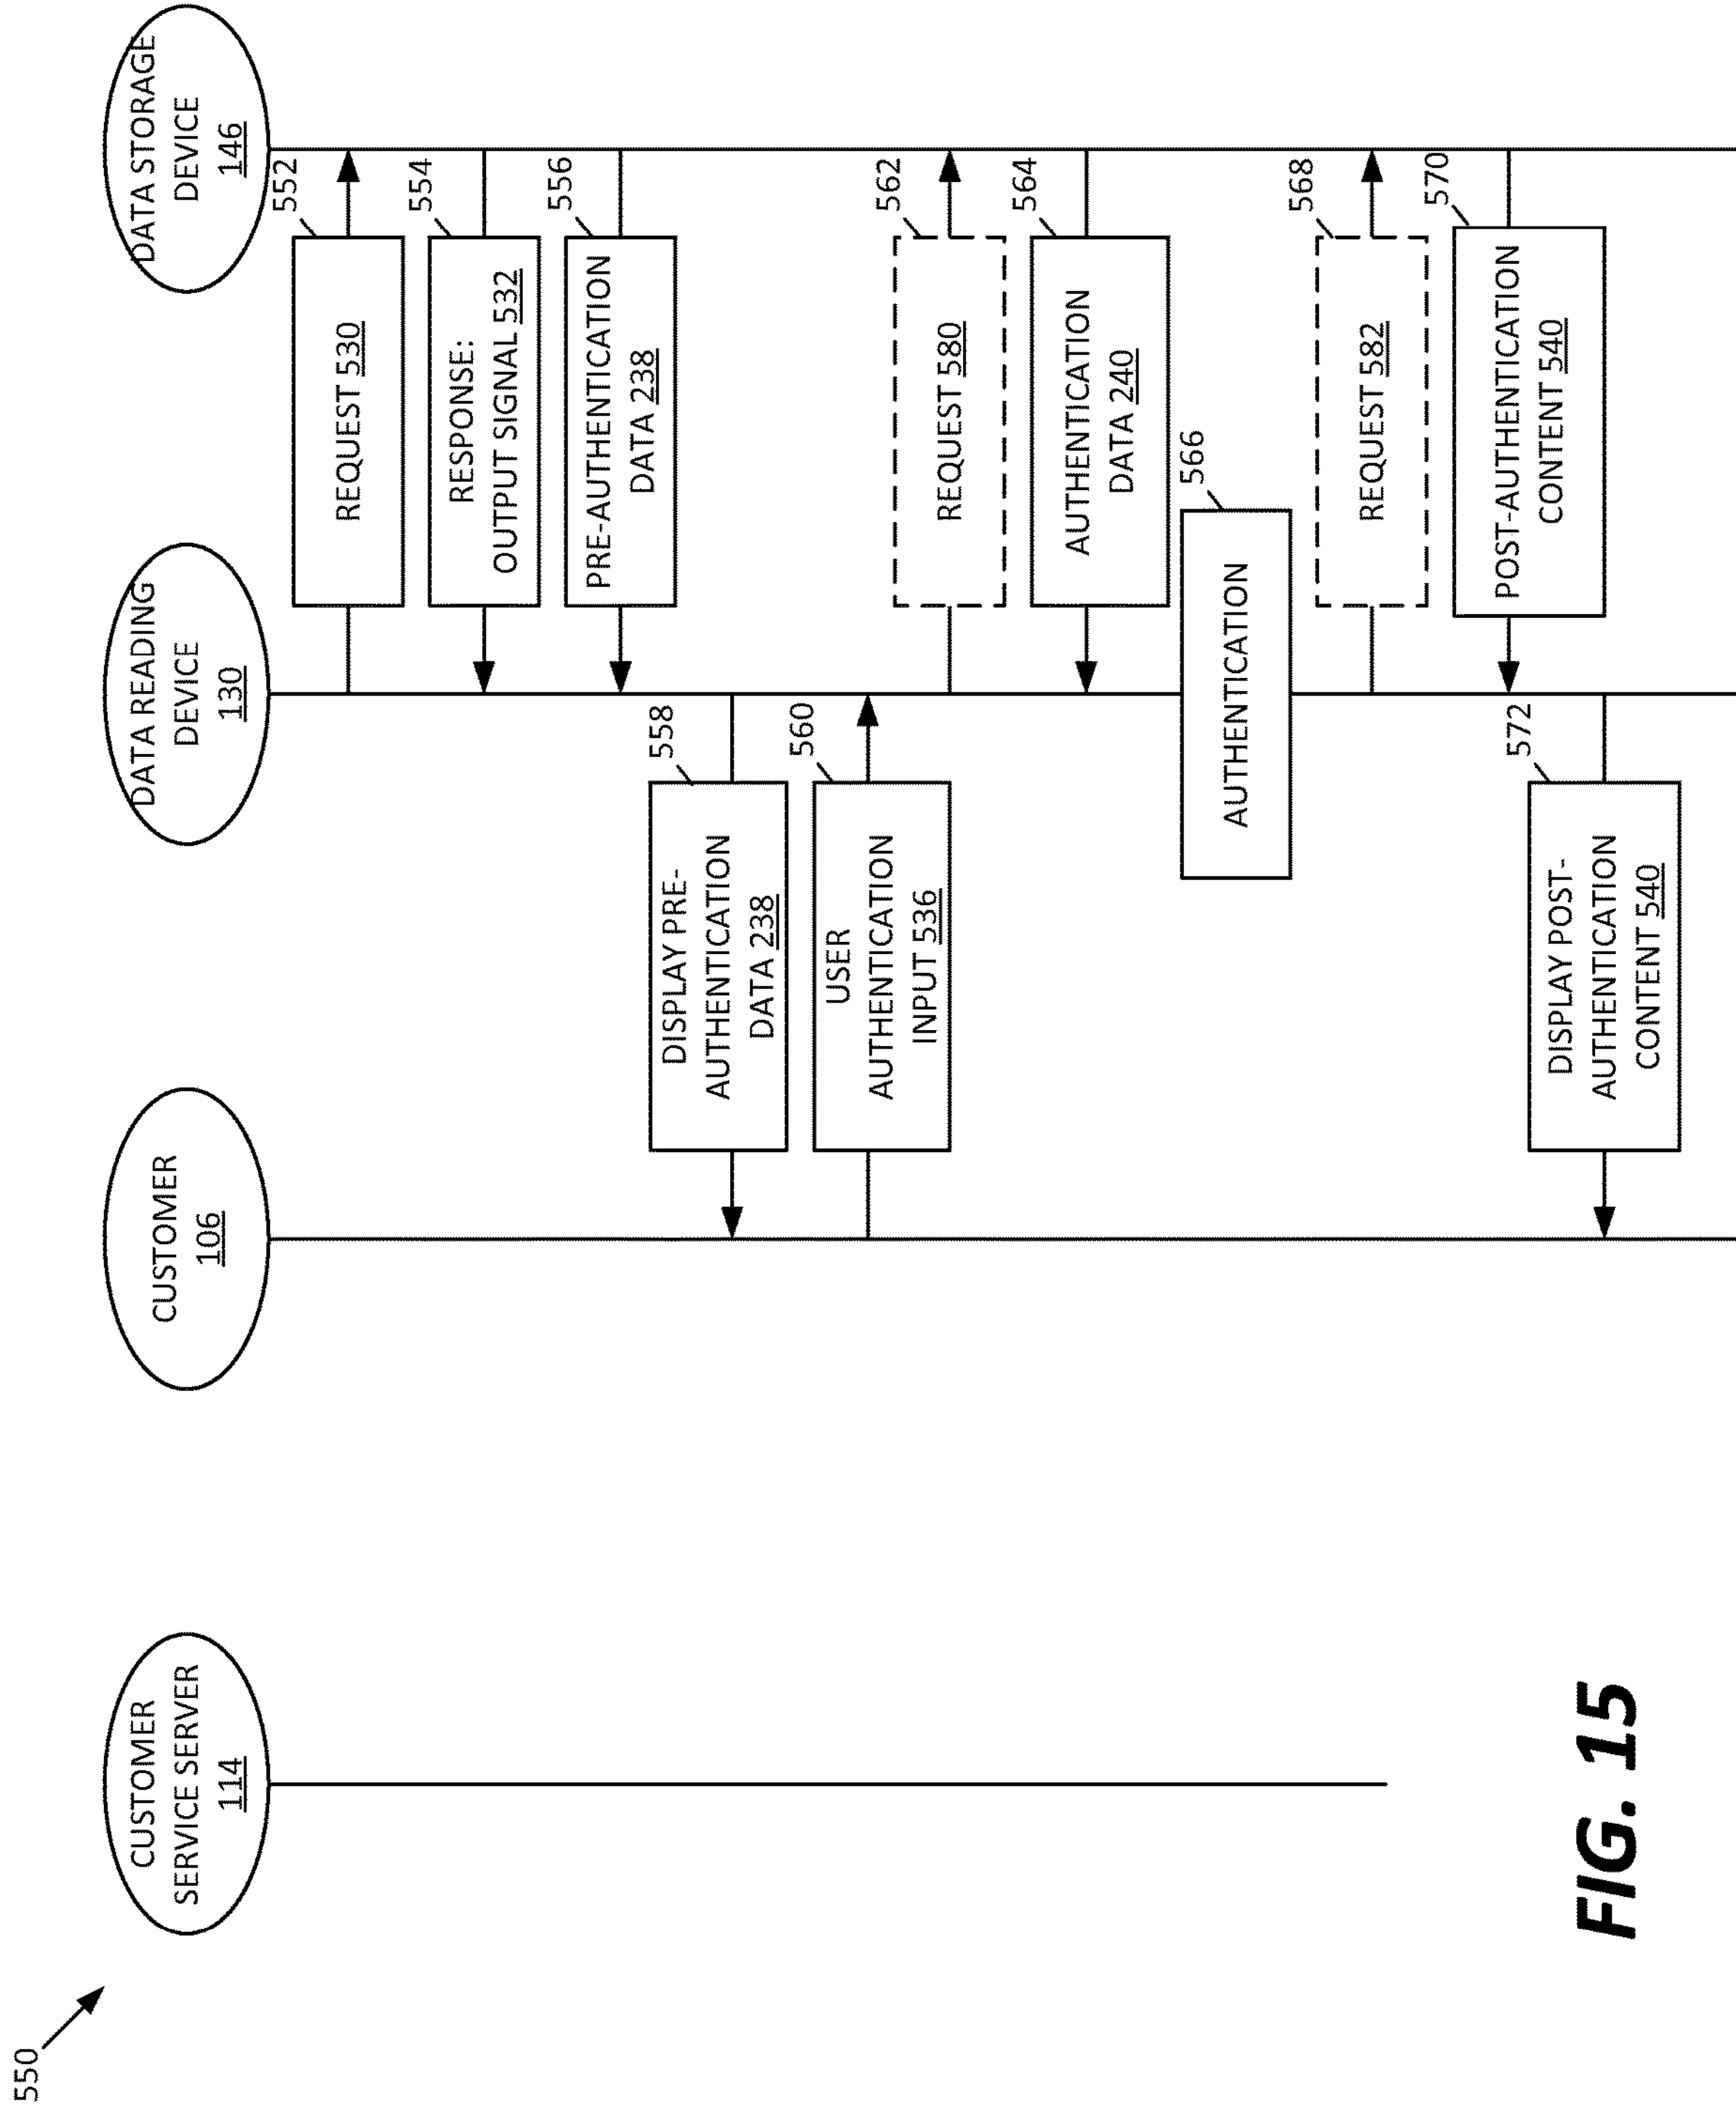 550
CUSTOMER
SERVICE SERVER
114
CUSTOMER
106
DATA READING
DEVICE
130
DATA STORAGE
DEVICE
146
552
REQUEST 530
554
RESPONSE:
OUTPUT SIGNAL 532
556
PRE-AUTHENTICATION
DATA 238
558
DISPLAY PRE-
AUTHENTICATION
DATA 238
560
USER
AUTHENTICATION
INPUT 536
562
REQUEST 580
564
AUTHENTICATION
DATA 240
566
AUTHENTICATION
568
REQUEST 582
570
POST-AUTHENTICATION
CONTENT 540
572
DISPLAY POST-
AUTHENTICATION
CONTENT 540
FIG. 15